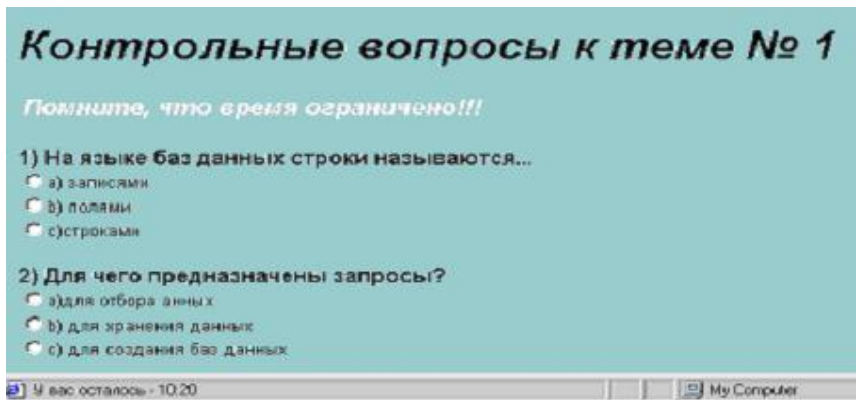 Контрольные вопросы к теме № 1
Помните, что время ограничено!!!
1) На языке баз данных строки называются...
a) записями
b) полями
c)строками
2) Для чего предназначены запросы?
a)для отбора анных
b) для хранения данных
c) для создания баз данных
У вас осталось - 10:20 My Computer